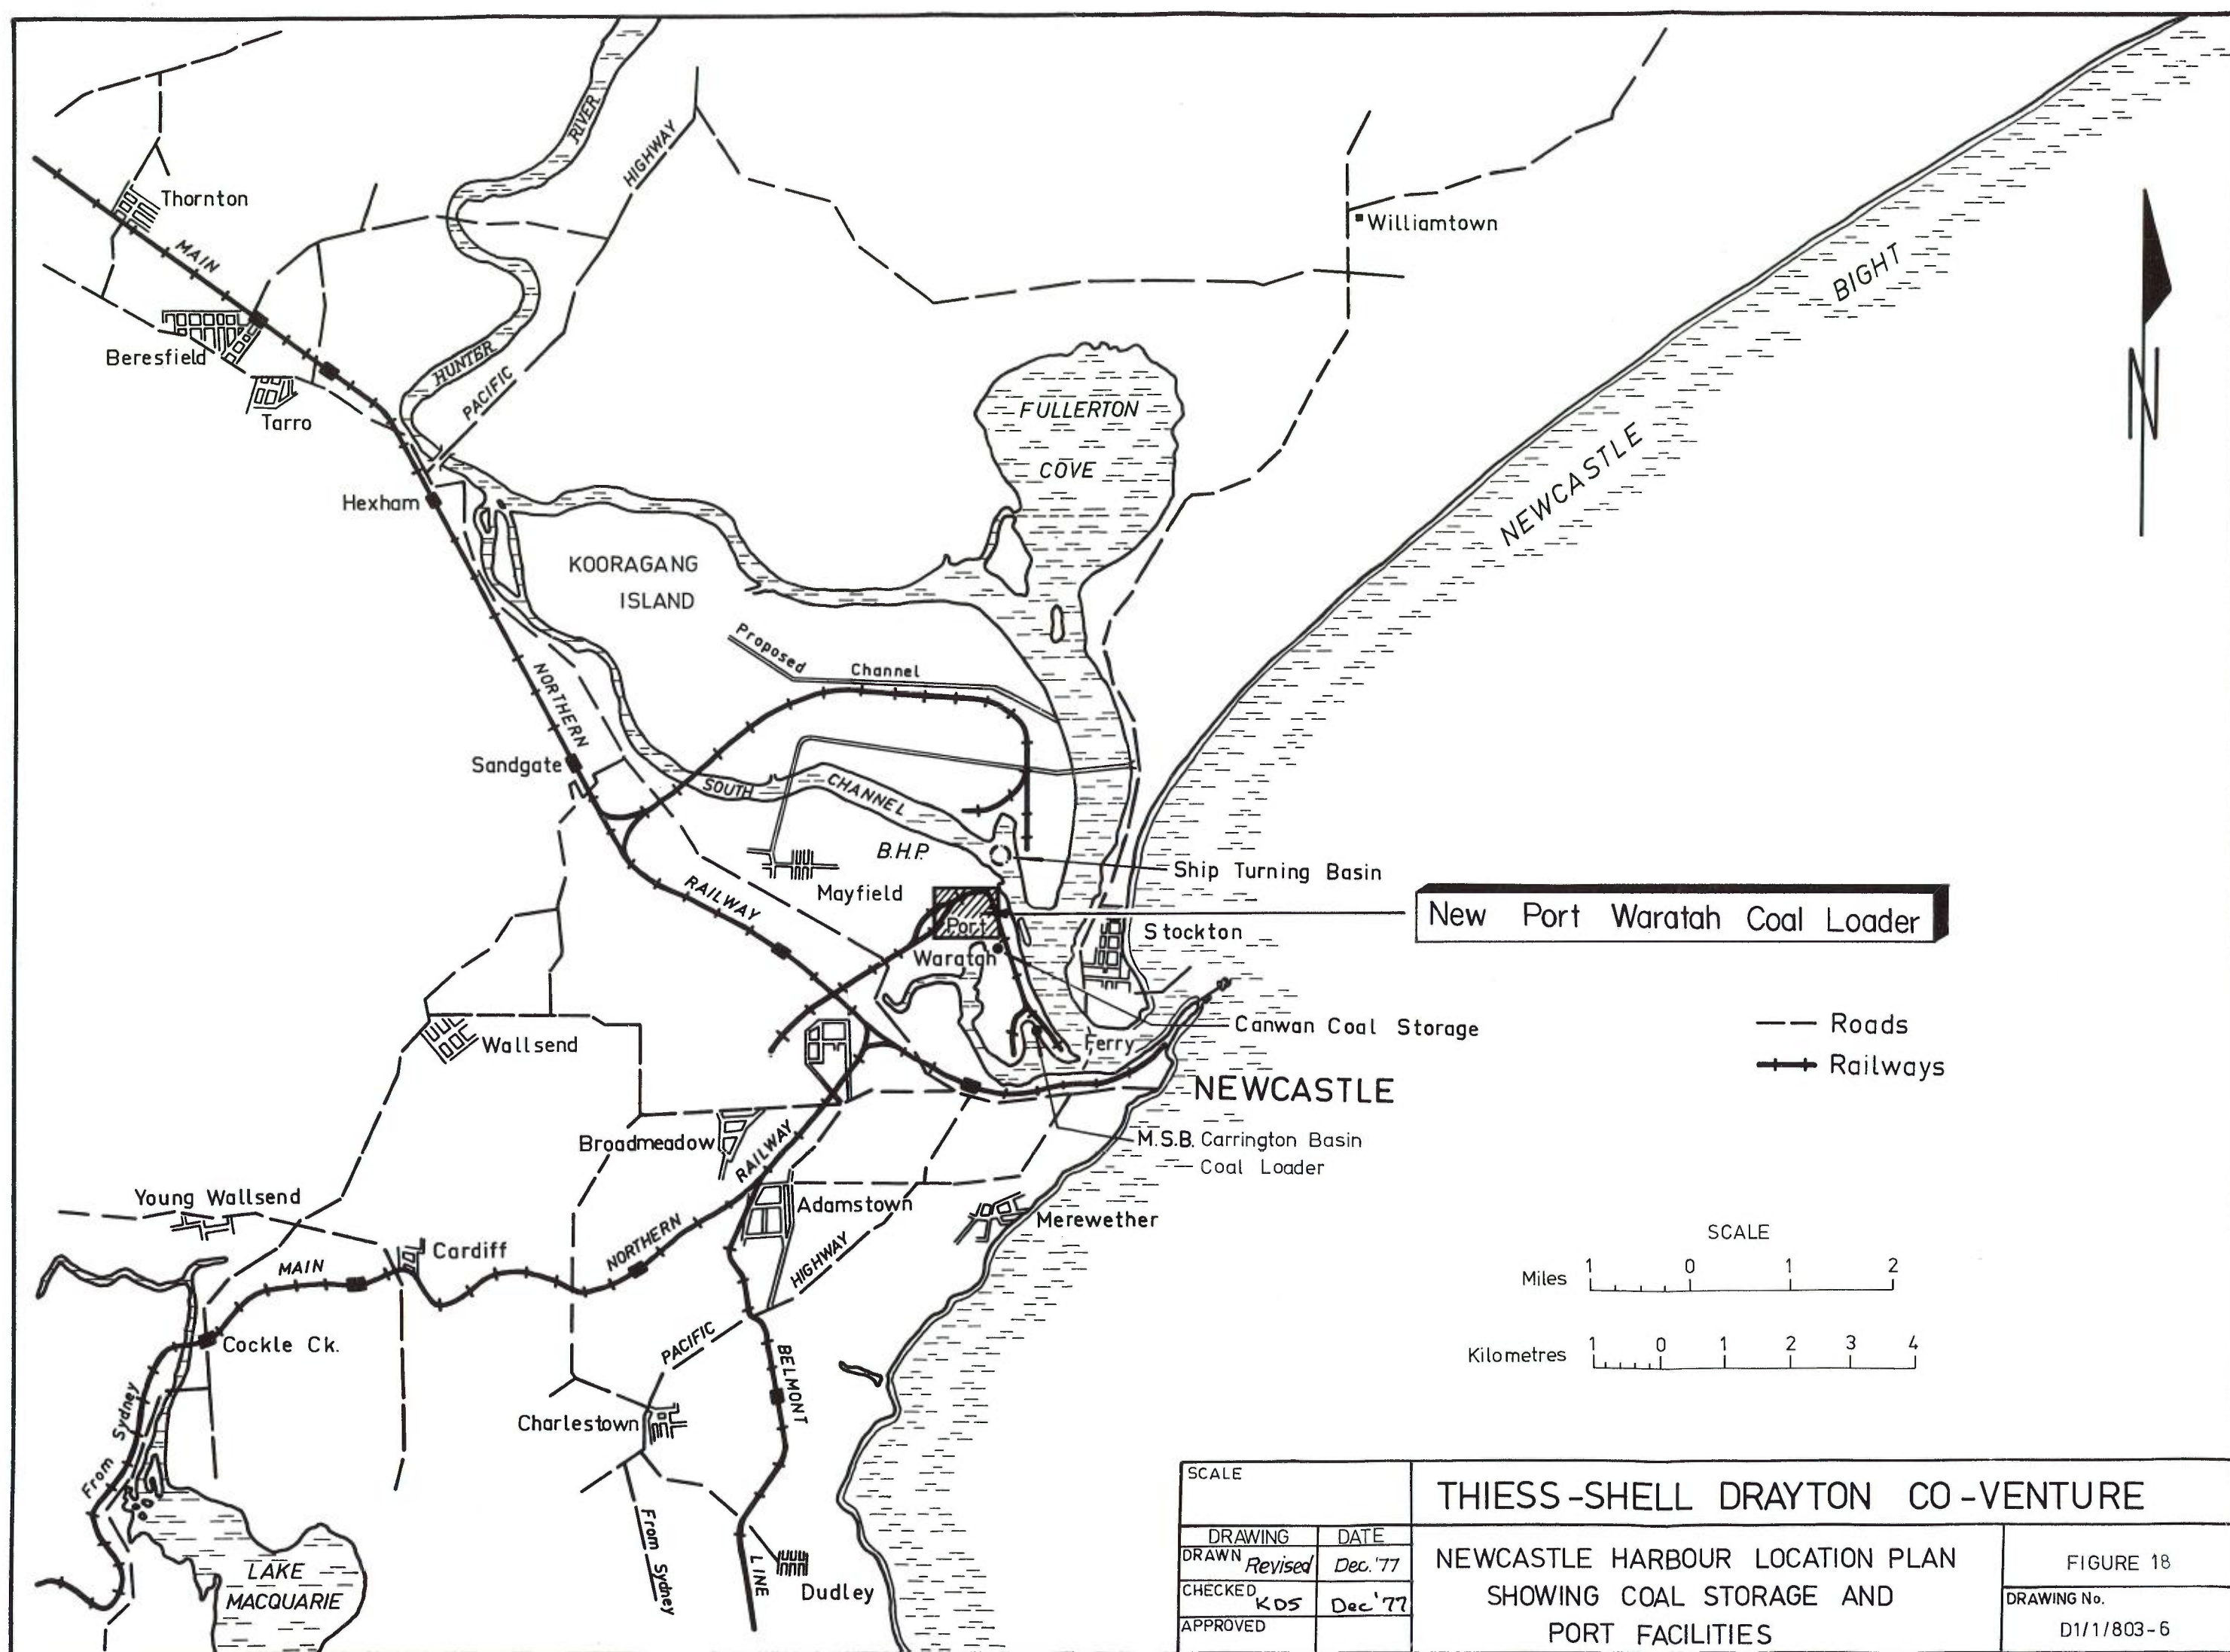 RIVER
HIGHWAY
Thornton
MAIN
Williamtown
BIGHT
Beresfield
HUNTER
PACIFIC
Tarro
FULLERTON
COVE
N
NEWCASTLE
Hexham
KOORAGANG
ISLAND
Proposed Channel
NORTHERN
Sandgate
SOUTH CHANNEL
B.H.P.
Ship Turning Basin
Mayfield
RAILWAY
New Port Waratah Coal Loader
Port
Waratah
Stockton
Canwan Coal Storage
Ferry
Wallsend
Roads
Railways
NEWCASTLE
Broadmeadow
RAILWAY
M.S.B. Carrington Basin
Coal Loader
Young Wallsend
Adamstown
Merewether
Cardiff
NORTHERN
MAIN
HIGHWAY
SCALE
Miles 1 0 1 2
Kilometres 1 0 1 2 3 4
Cockle Ck.
PACIFIC
BELMONT
From Sydney
Charlestown
From Sydney
LINE
Dudley
LAKE
MACQUARIE
SCALE
THIESS-SHELL DRAYTON CO-VENTURE
DRAWING DATE
DRAWN Revised Dec.'77
CHECKED KDS Dec '77
APPROVED
NEWCASTLE HARBOUR LOCATION PLAN
SHOWING COAL STORAGE AND
PORT FACILITIES
FIGURE 18
DRAWING No.
D1/1/803-6